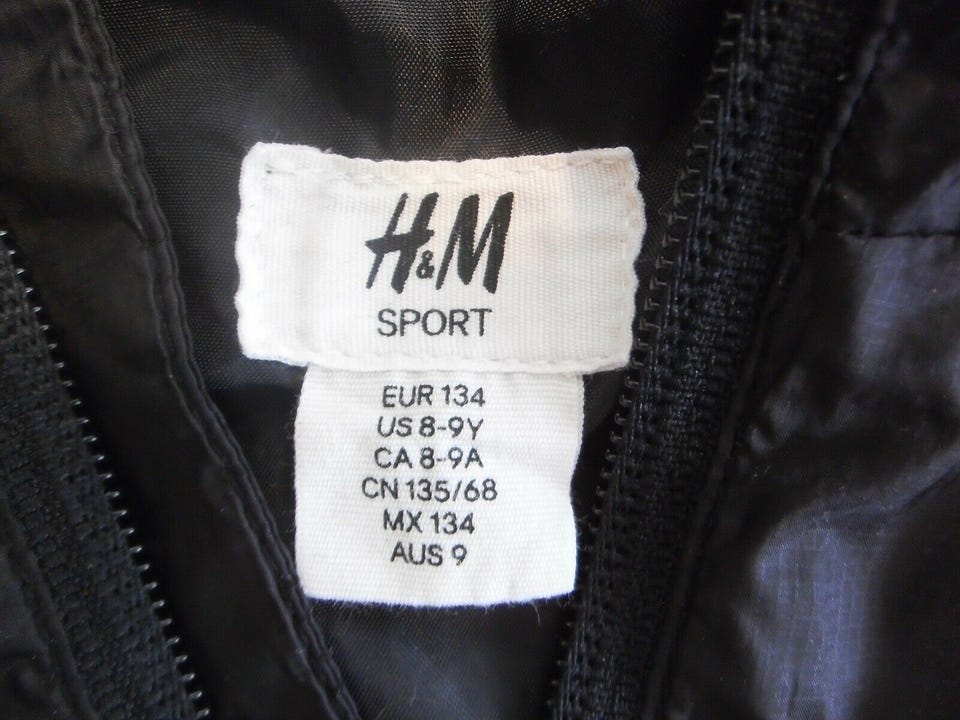 H&M
SPORT
EUR 134
US 8-9Y
CA 8-9A
CN 135/68
MX 134
AUS 9